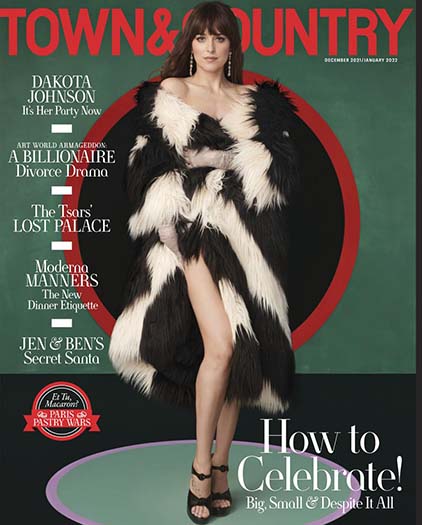 TOWN&COUNTRY
DECEMBER 2021/JANUARY 2022
DAKOTA
JOHNSON
It's Her Party Now
ART WORLD ARMAGEDDON:
A BILLIONAIRE
Divorce Drama
The Tsars'
LOST PALACE
Moderna
MANNERS
The New
Dinner Etiquette
JEN & BEN'S
Secret Santa
Et Tu,
Macaron?
PARIS
PASTRY WARS
How to
Celebrate!
Big, Small & Despite It All